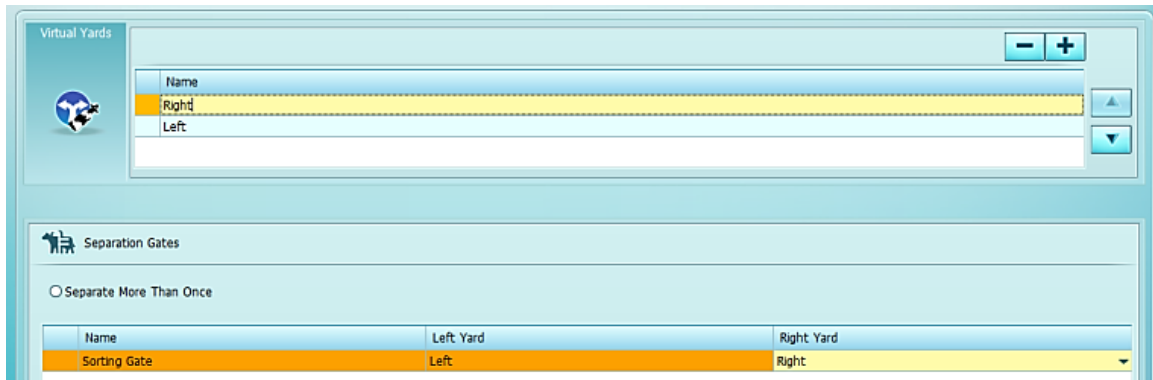 Virtual Yards
Name
Right
Left
Separation Gates
Separate More Than Once
Name Left Yard Right Yard
Sorting Gate Left Right